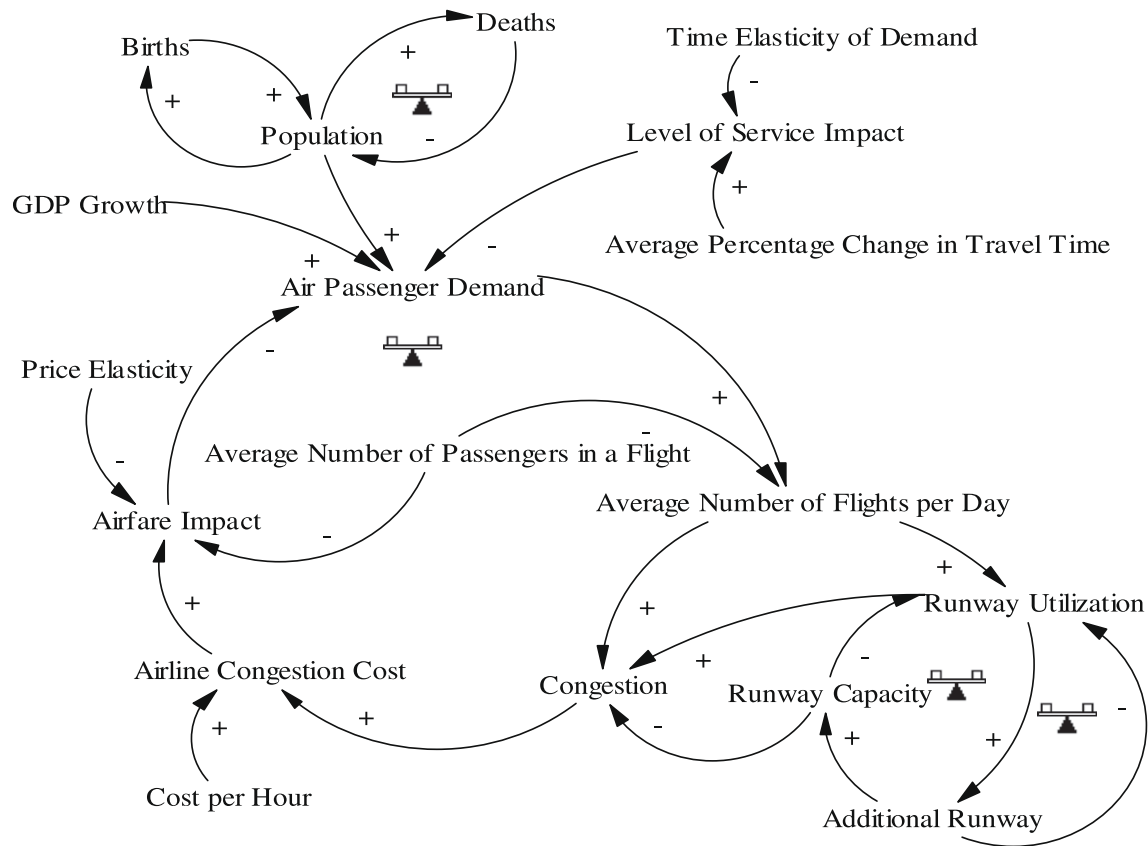 Deaths
Births
Time Elasticity of Demand
+
-
+
+
Population
-
Level of Service Impact
+
GDP Growth
+
-
Average Percentage Change in Travel Time
+
Air Passenger Demand
-
Price Elasticity
+
-
Average Number of Passengers in a Flight
-
Average Number of Flights per Day
Airfare Impact
-
+
+
+
Runway Utilization
-
+
Airline Congestion Cost
Congestion
Runway Capacity
-
+
+
-
+
+
Cost per Hour
Additional Runway